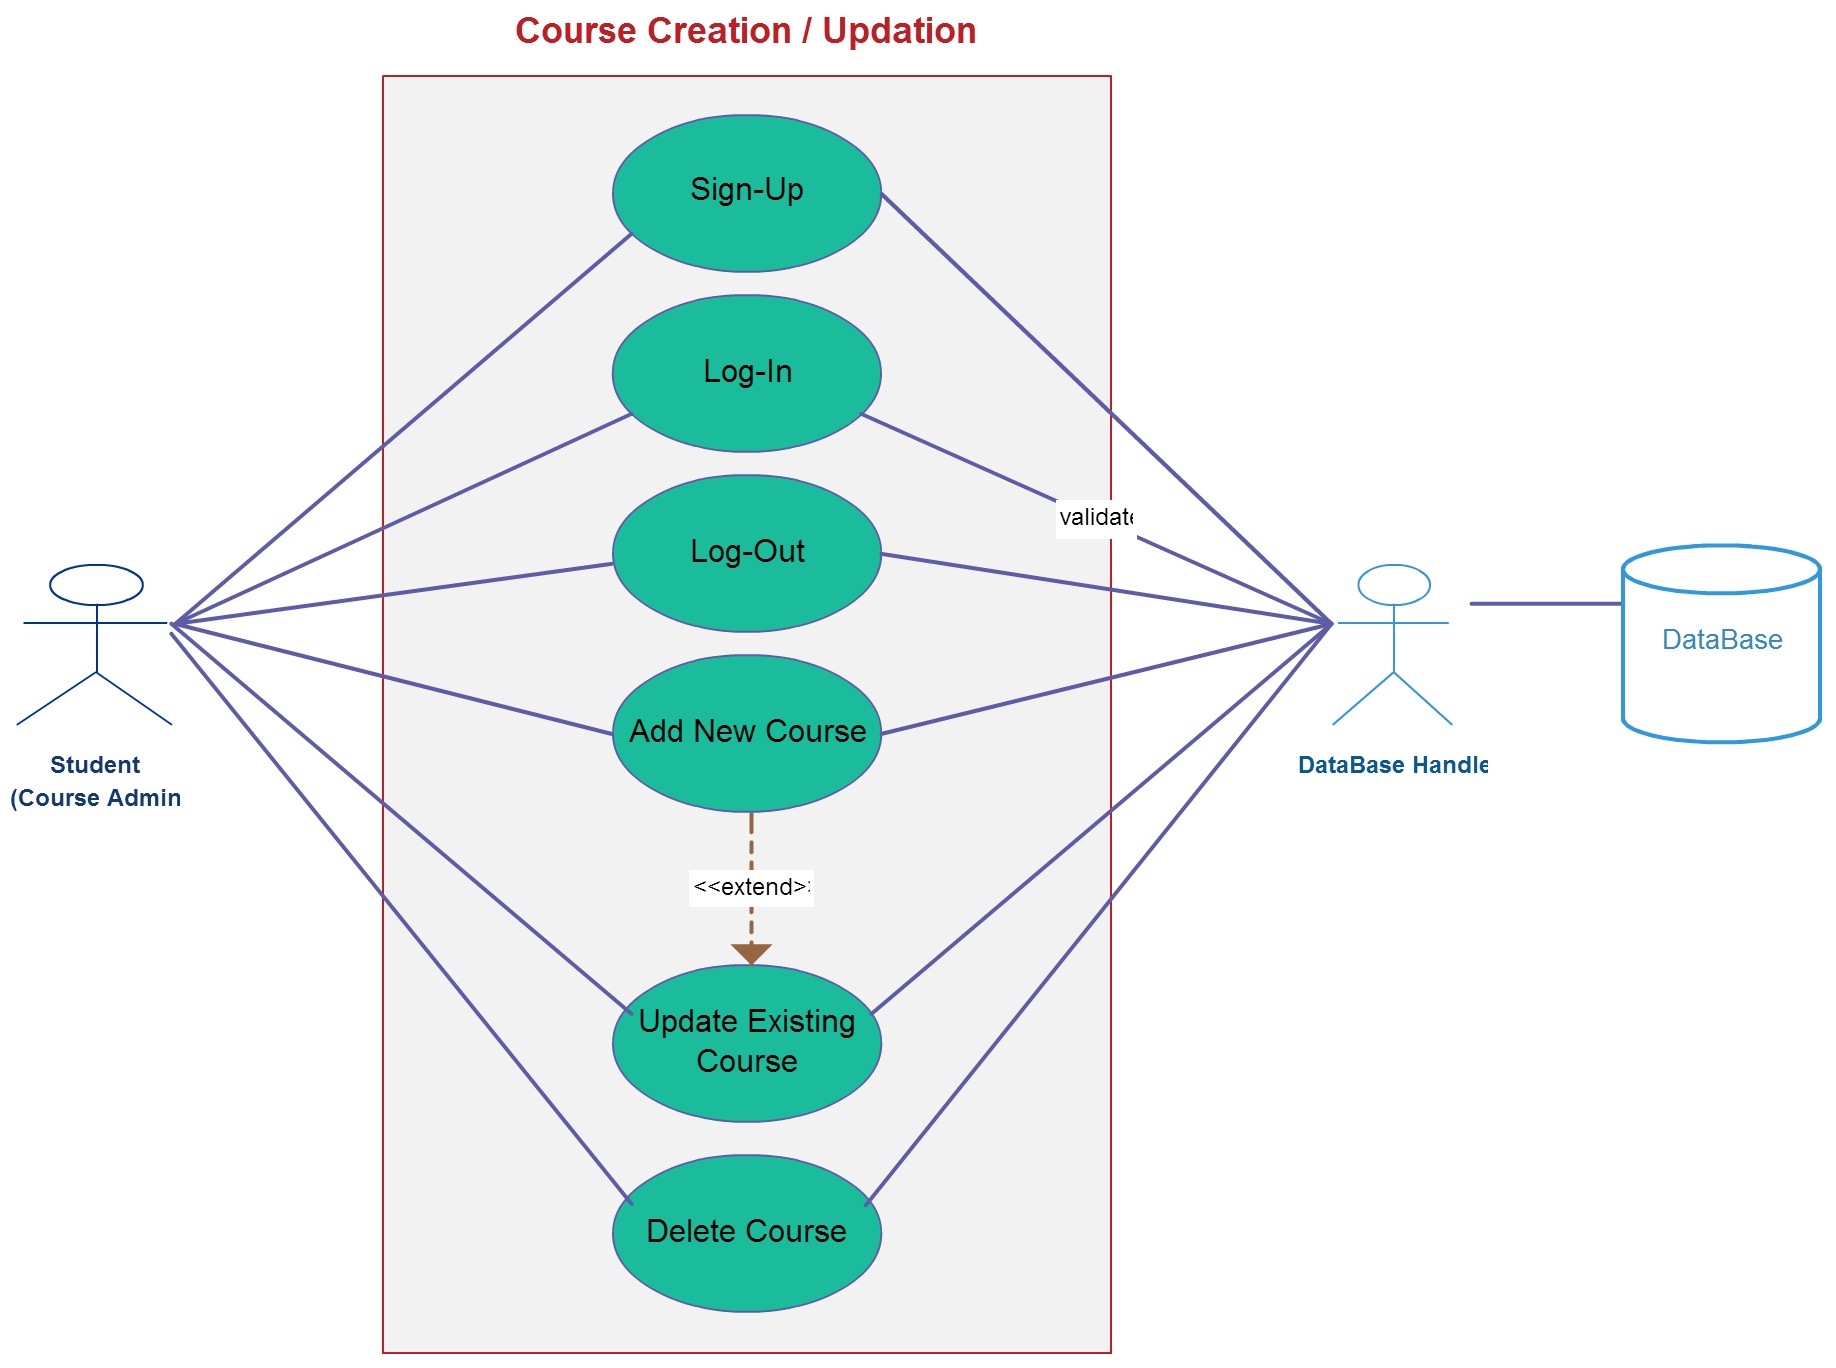 Course Creation / Updation
Sign-Up
Log-In
validate
Log-Out
DataBase
Add New Course
Student
(Course Admin
DataBase Handle
<<extend>>
Update Existing
Course
Delete Course